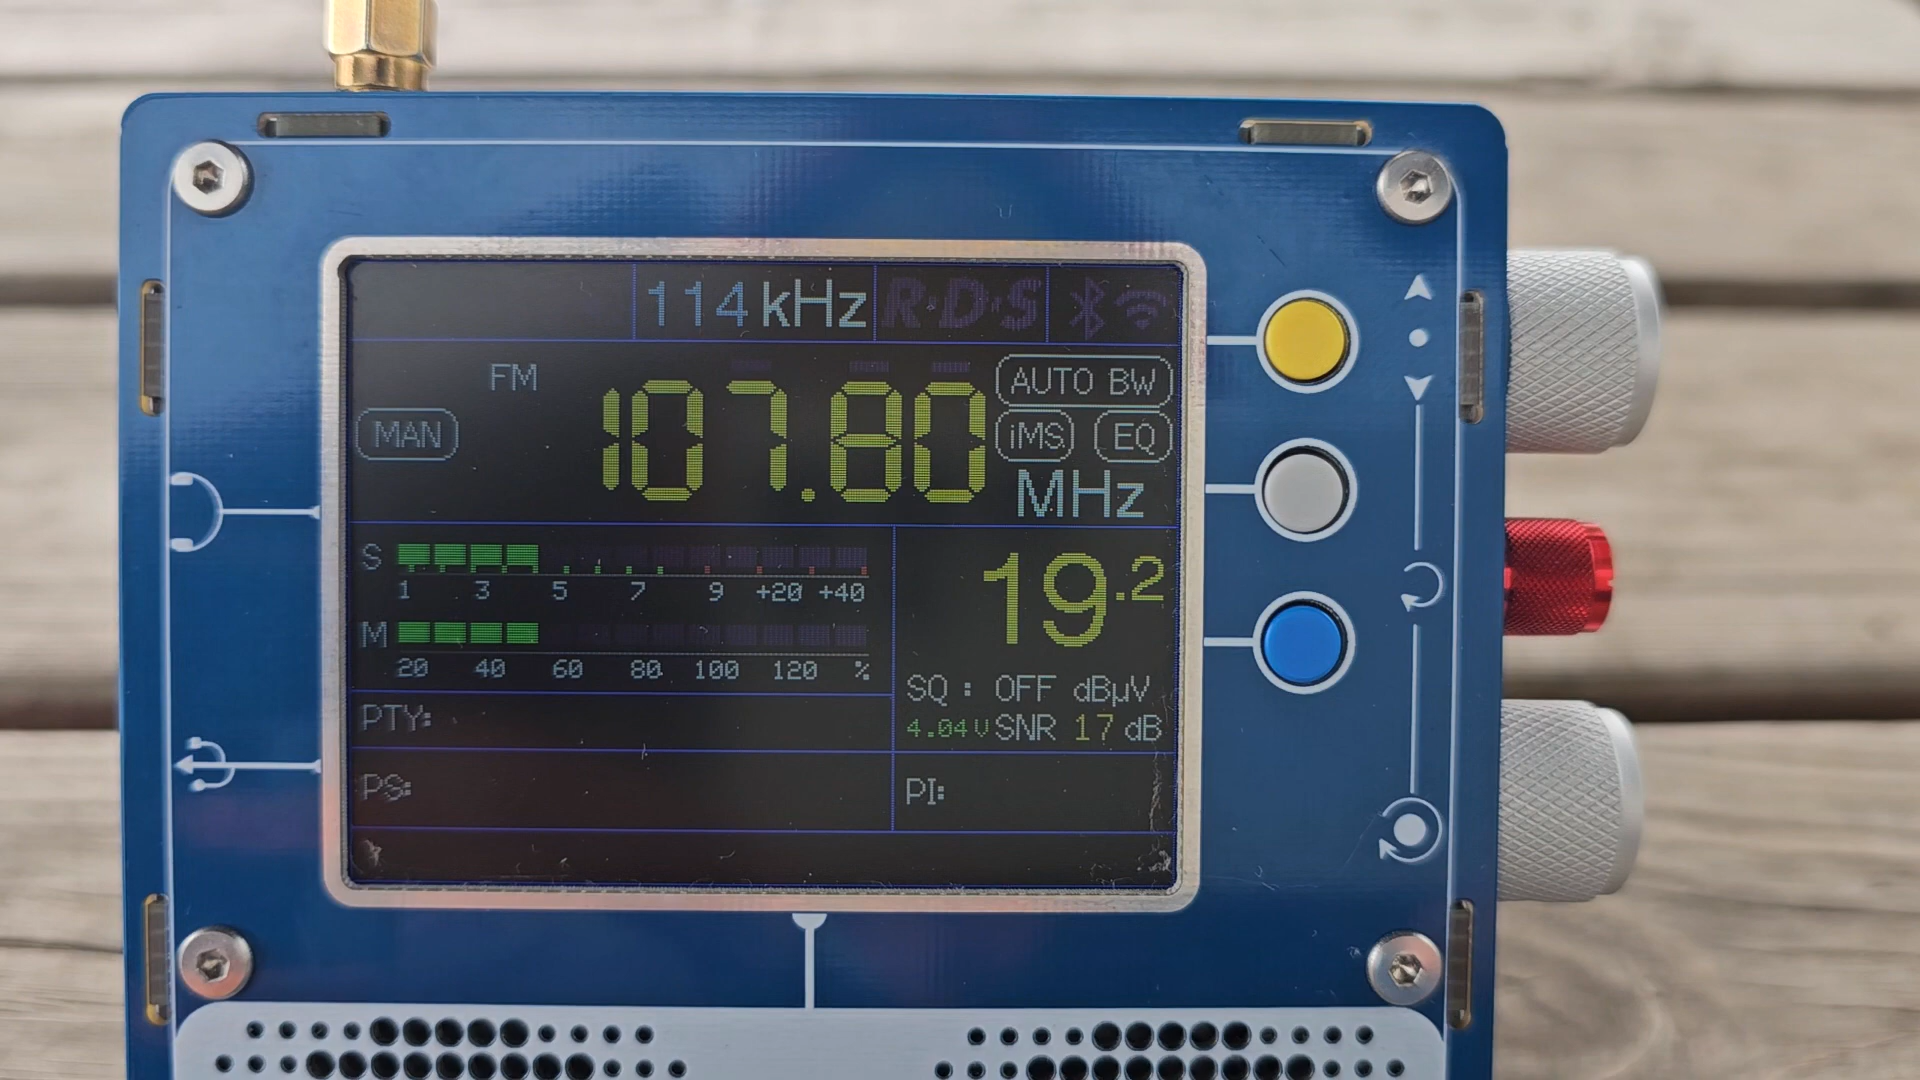 114 kHz RDS
FM
107.80
AUTO BW
MAN
iMS EQ
MHz
S
1 3 5 7 9 +20 +40
19.2
M
20 40 60 80 100 120 %
SQ : OFF dBµV
PTY:
4.04V SNR 17 dB
PS:
PI: